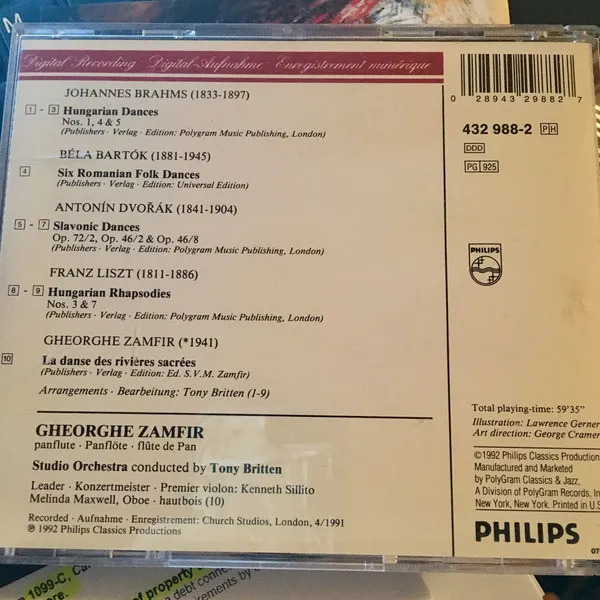 M
Digital Recording · Digital-Aufnahme · Enregistrement numérique
JOHANNES BRAHMS (1833-1897)
1 - 3 Hungarian Dances
Nos. 1, 4 & 5
(Publishers · Verlag · Edition: Polygram Music Publishing, London)
BÉLA BARTÓK (1881-1945)
4 Six Romanian Folk Dances
(Publishers · Verlag · Edition: Universal Edition)
ANTONÍN DVOŘÁK (1841-1904)
5 - 7 Slavonic Dances
Op. 72/2, Op. 46/2 & Op. 46/8
(Publishers · Verlag · Edition: Polygram Music Publishing, London)
FRANZ LISZT (1811-1886)
8 - 9 Hungarian Rhapsodies
Nos. 3 & 7
(Publishers · Verlag · Edition: Polygram Music Publishing, London)
GHEORGHE ZAMFIR (*1941)
10 La danse des rivières sacrées
(Publishers · Verlag · Edition: Ed. S.V.M. Zamfir)
Arrangements · Bearbeitung: Tony Britten (1-9)
GHEORGHE ZAMFIR
panflute · Panflöte · flûte de Pan
Studio Orchestra conducted by Tony Britten
Leader · Konzertmeister · Premier violon: Kenneth Sillito
Melinda Maxwell, Oboe · hautbois (10)
Recorded · Aufnahme · Enregistrement: Church Studios, London, 4/1991
℗ 1992 Philips Classics Productions
0 28943 29882 7
432 988-2 PH
DDD
PG 925
PHILIPS
Total playing-time: 59'35"
Illustration: Lawrence Gerner
Art direction: George Cramer
©1992 Philips Classics Production
Manufactured and Marketed
by PolyGram Classics & Jazz,
A Division of PolyGram Records, In
New York, New York. Printed in U.S
PHILIPS
07
1099-C, Ca
of property
a debt conne